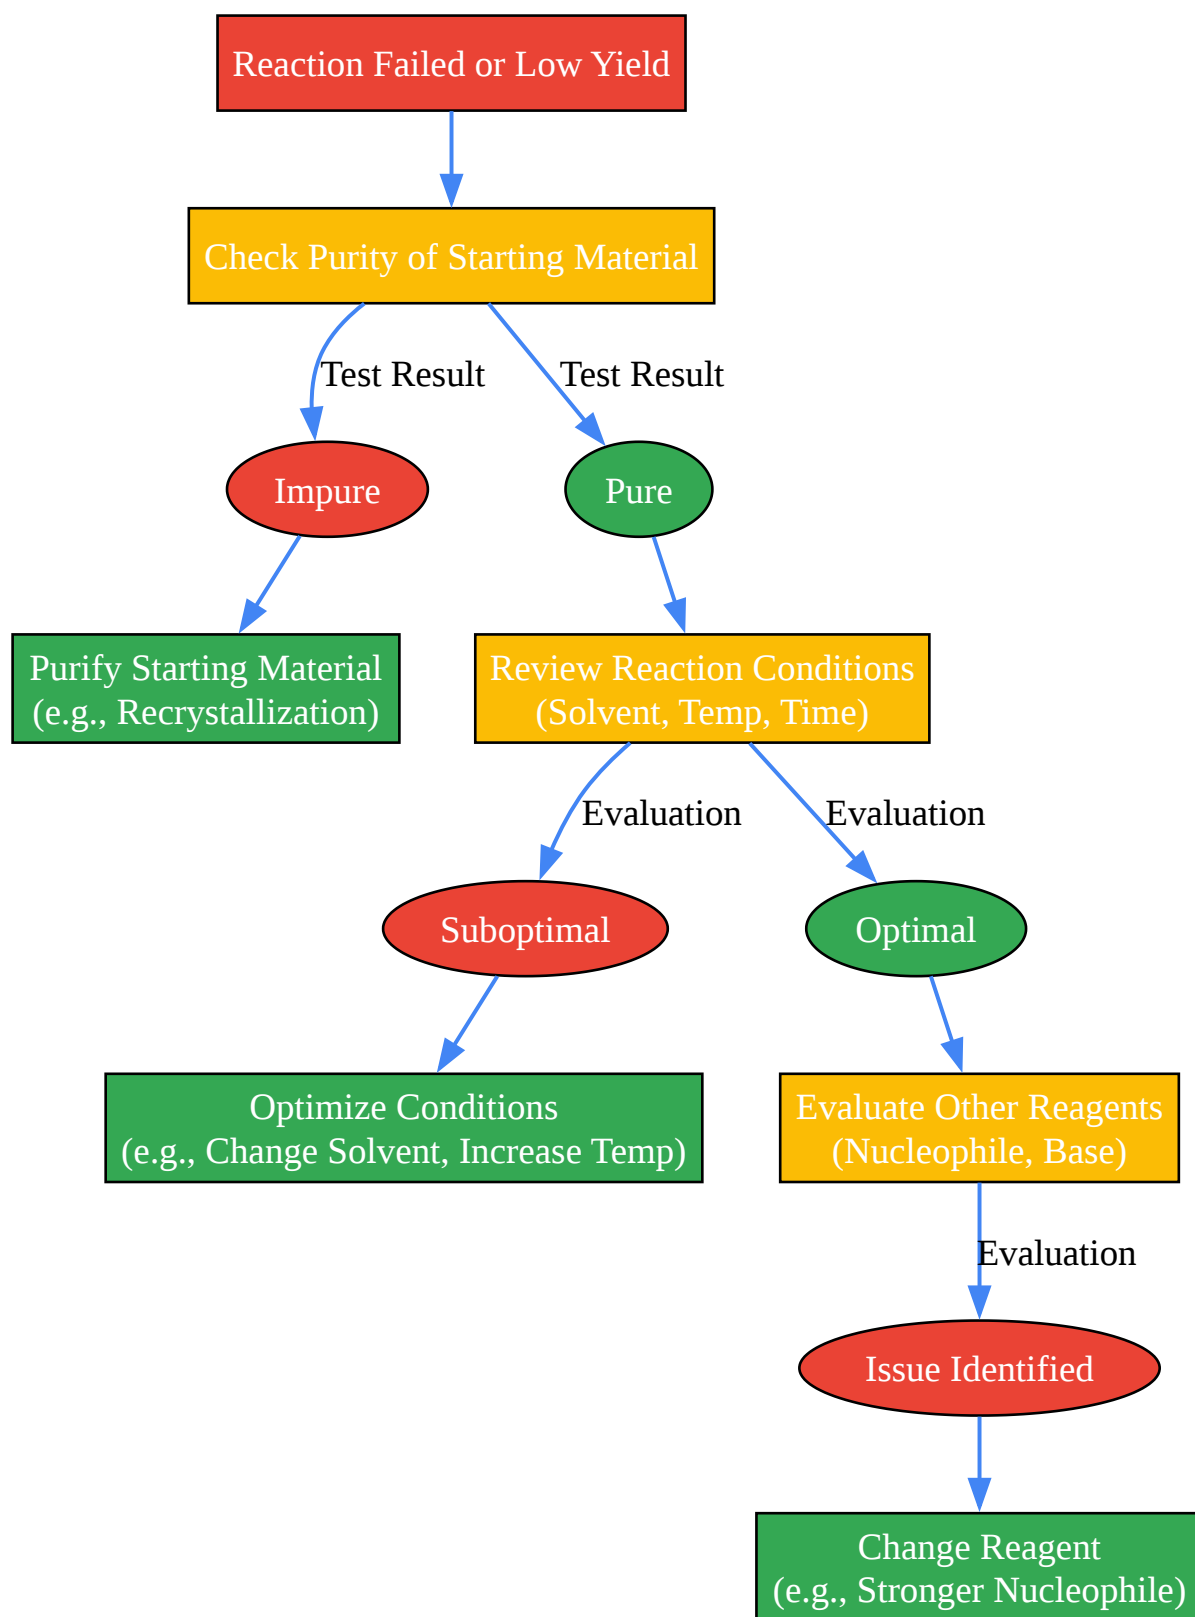 Reaction Failed or Low Yield
Check Purity of Starting Material
Test Result
Test Result
Impure
Pure
Purify Starting Material
(e.g., Recrystallization)
Review Reaction Conditions
(Solvent, Temp, Time)
Evaluation
Evaluation
Suboptimal
Optimal
Optimize Conditions
(e.g., Change Solvent, Increase Temp)
Evaluate Other Reagents
(Nucleophile, Base)
Evaluation
Issue Identified
Change Reagent
(e.g., Stronger Nucleophile)